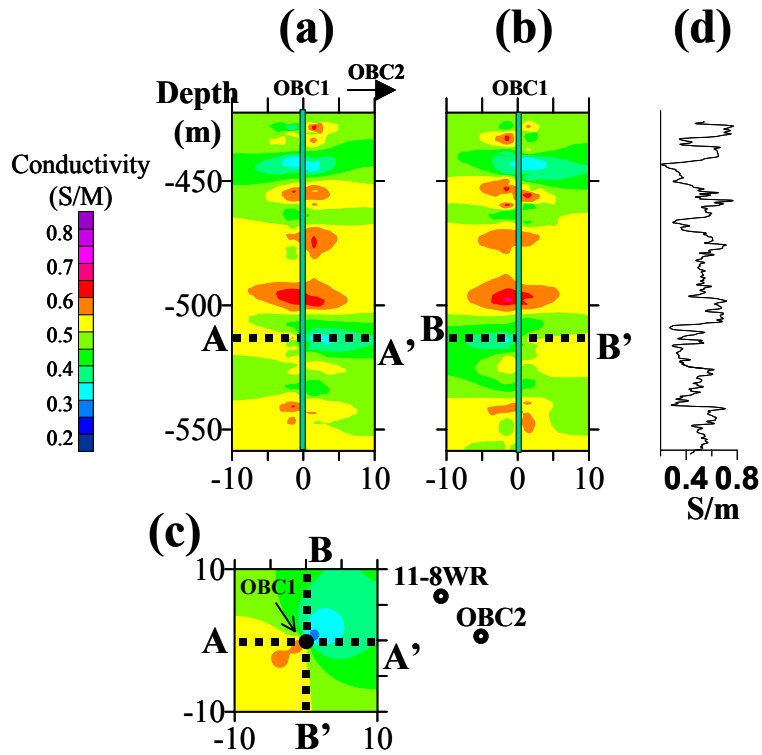 (a)
(b)
(d)
OBC2
Depth
OBC1
OBC1
(m)
Conductivity
(S/M)
-450
0.8
0.7
0.6
-500
0.5
A
A’
B
B’
0.4
0.3
0.2
-550
-10
0
10
-10
0
10
0.4 0.8
S/m
(c)
B
10
OBC1
11-8WR
OBC2
A
A’
-10
B’
-10
10